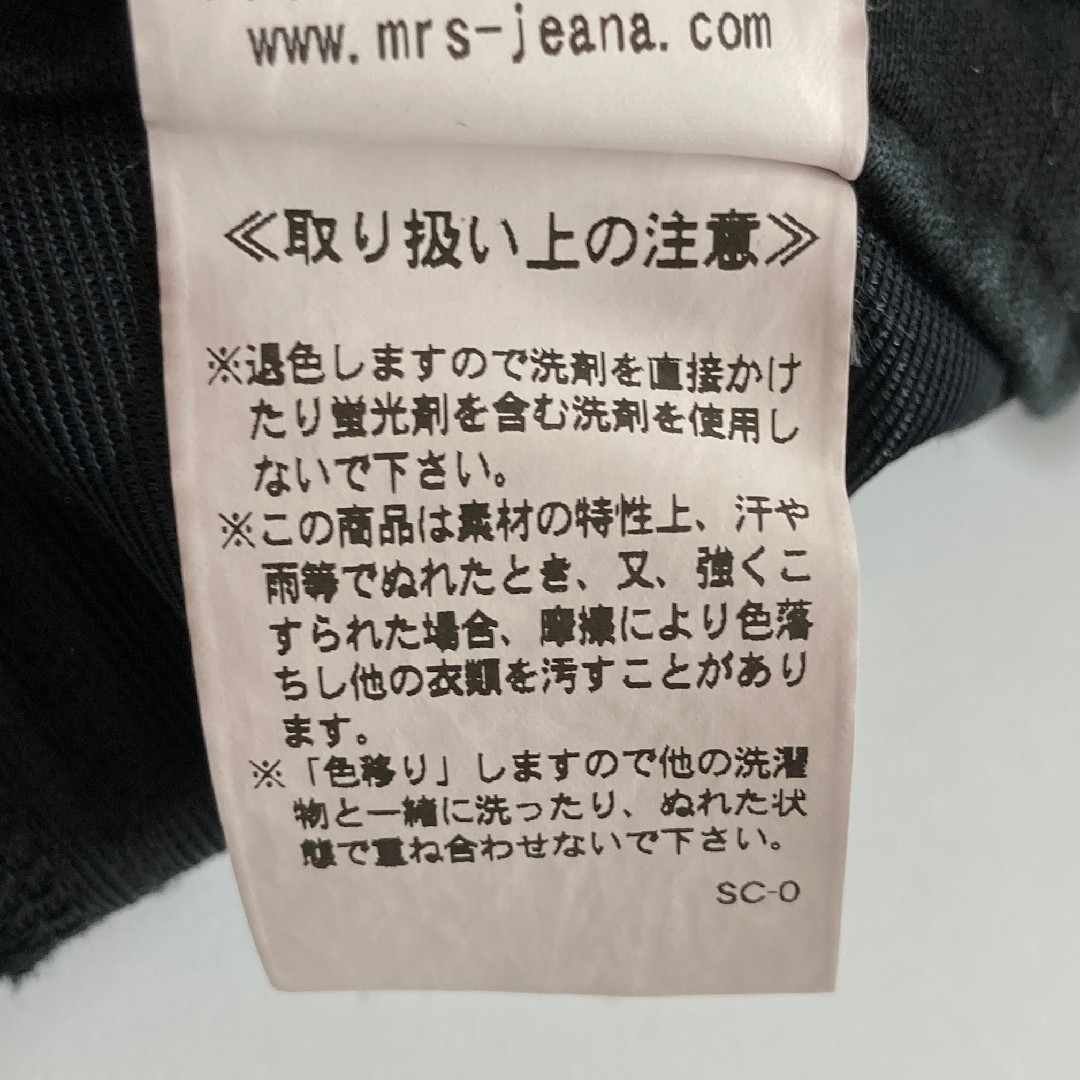 www.mrs-jeana.com
≪取り扱い上の注意≫
※退色しますので洗剤を直接かけ
たり蛍光剤を含む洗剤を使用し
ないで下さい。
※この商品は素材の特性上、汗や
雨等でぬれたとき、又、強くこ
すられた場合、摩擦により色落
ちし他の衣類を汚すことがあり
ます。
※「色移り」しますので他の洗濯
物と一緒に洗ったり、ぬれた状
態で重ね合わせないで下さい。
SC-0